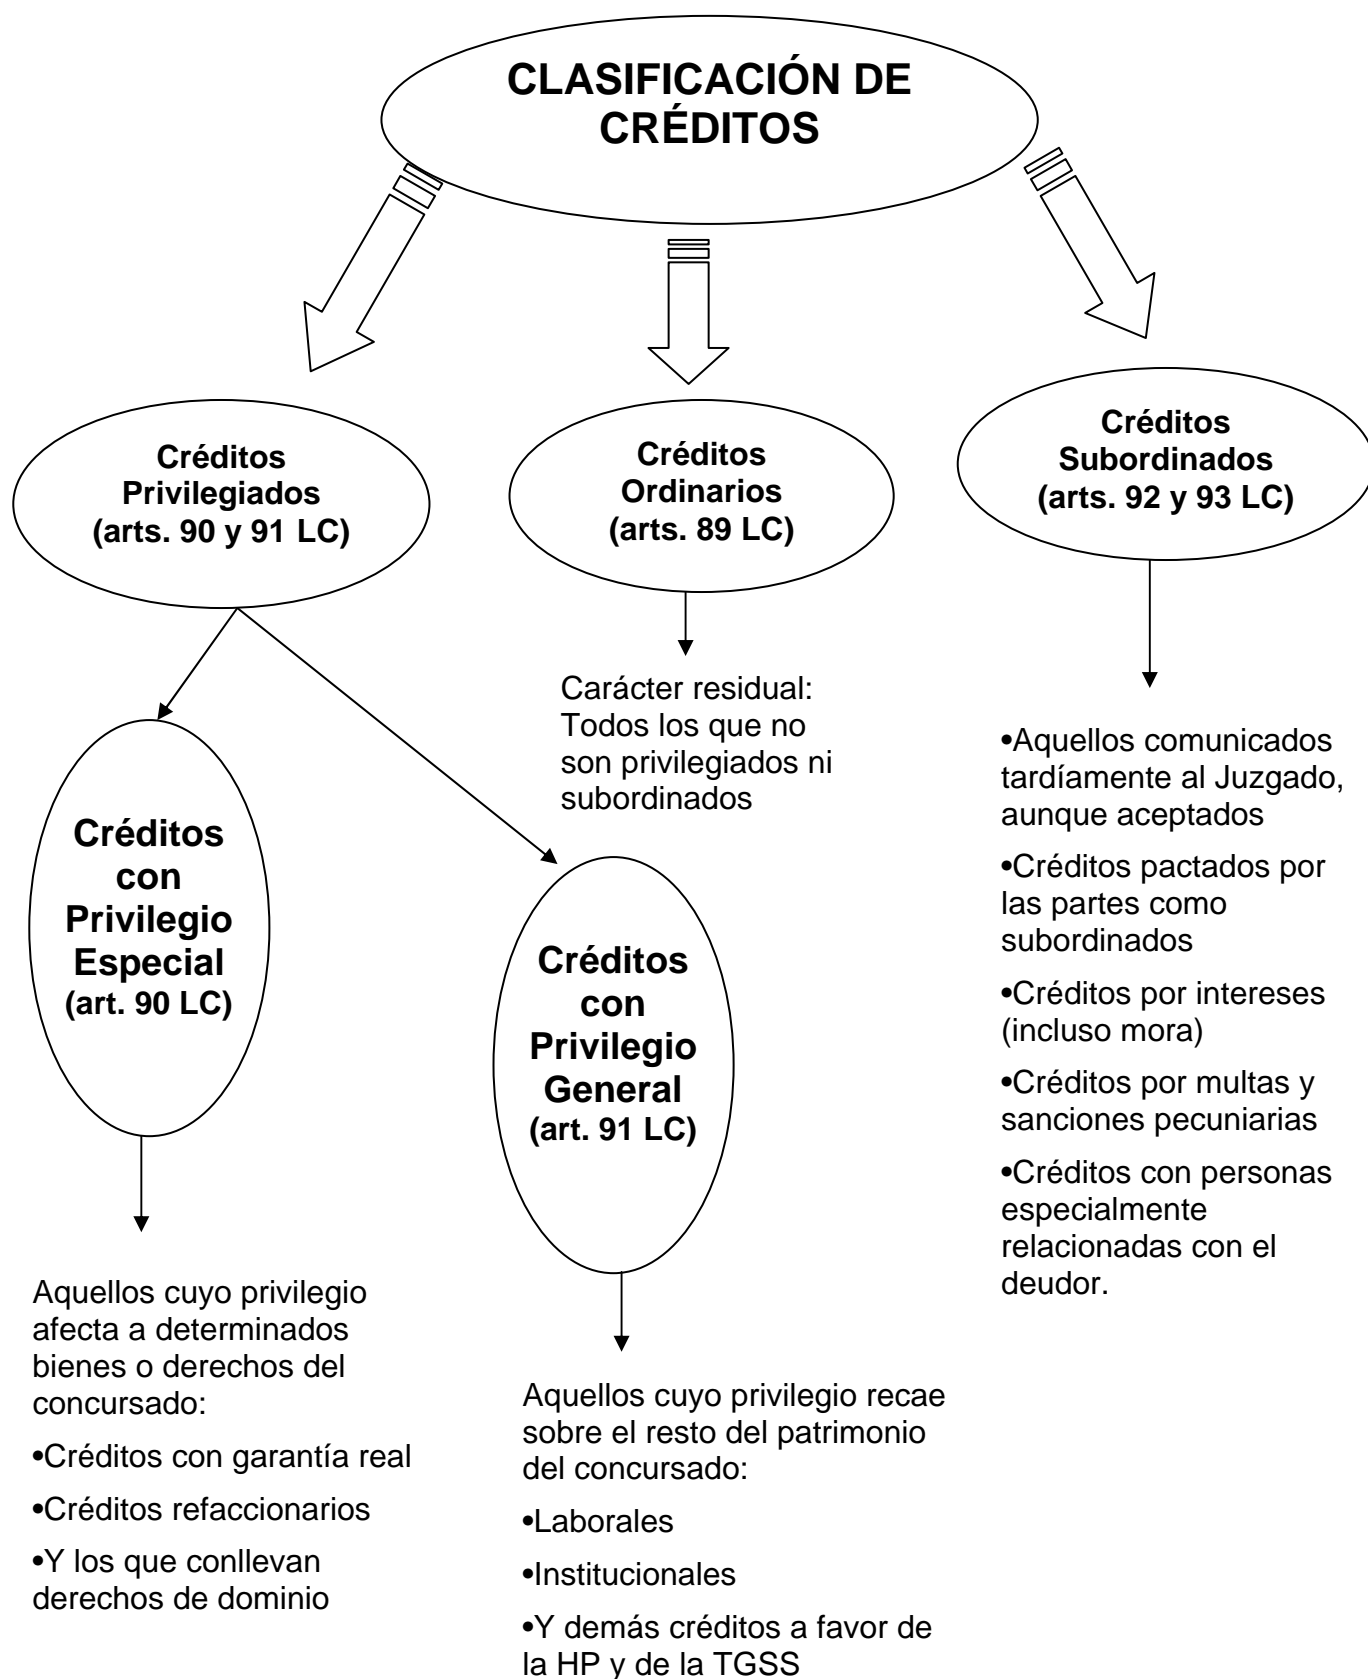 CLASIFICACIÓN DE
CRÉDITOS
Créditos
Privilegiados
(arts. 90 y 91 LC)
Créditos
Ordinarios
(arts. 89 LC)
Créditos
Subordinados
(arts. 92 y 93 LC)
Carácter residual:
Todos los que no
son privilegiados ni
subordinados
•Aquellos comunicados
tardíamente al Juzgado,
aunque aceptados
•Créditos pactados por
las partes como
subordinados
•Créditos por intereses
(incluso mora)
•Créditos por multas y
sanciones pecuniarias
•Créditos con personas
especialmente
relacionadas con el
deudor.
Créditos
con
Privilegio
Especial
(art. 90 LC)
Créditos
con
Privilegio
General
(art. 91 LC)
Aquellos cuyo privilegio
afecta a determinados
bienes o derechos del
concursado:
•Créditos con garantía real
•Créditos refaccionarios
•Y los que conllevan
derechos de dominio
Aquellos cuyo privilegio recae
sobre el resto del patrimonio
del concursado:
•Laborales
•Institucionales
•Y demás créditos a favor de
la HP y de la TGSS